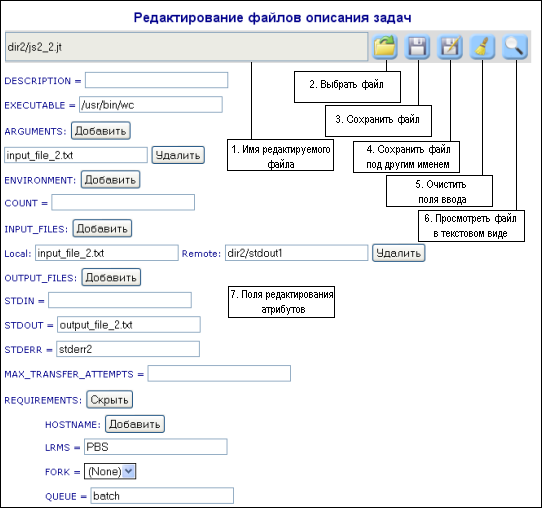 Редактирование файлов описания задач
dir2/js2_2.jt
2. Выбрать файл
3. Сохранить файл
4. Сохранить файл
под другим именем
5. Очистить
поля ввода
6. Просмотреть файл
в текстовом виде
1. Имя редактируемого
файла
DESCRIPTION =
EXECUTABLE = /usr/bin/wc
ARGUMENTS: Добавить
input_file_2.txt Удалить
ENVIRONMENT: Добавить
COUNT =
INPUT_FILES: Добавить
Local: input_file_2.txt Remote: dir2/stdout1 Удалить
OUTPUT_FILES: Добавить
7. Поля редактирования
атрибутов
STDIN =
STDOUT = output_file_2.txt
STDERR = stderr2
MAX_TRANSFER_ATTEMPTS =
REQUIREMENTS: Скрыть
HOSTNAME: Добавить
LRMS = PBS
FORK = (None)
QUEUE = batch